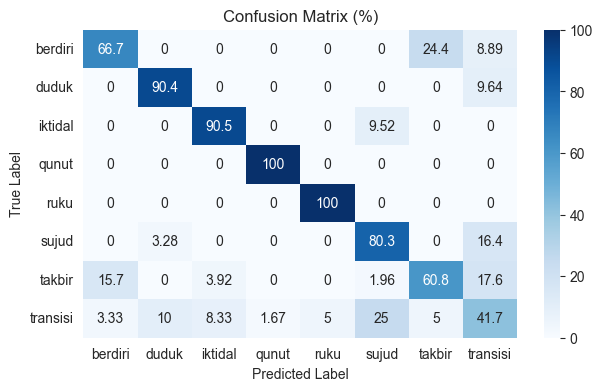 Confusion Matrix (%)
True Label
berdiri 66.7 0 0 0 0 0 24.4 8.89
duduk 0 90.4 0 0 0 0 0 9.64
iktidal 0 0 90.5 0 0 9.52 0 0
qunut 0 0 0 100 0 0 0 0
ruku 0 0 0 0 100 0 0 0
sujud 0 3.28 0 0 0 80.3 0 16.4
takbir 15.7 0 3.92 0 0 1.96 60.8 17.6
transisi 3.33 10 8.33 1.67 5 25 5 41.7
berdiri duduk iktidal qunut ruku sujud takbir transisi
Predicted Label
100
80
60
40
20
0